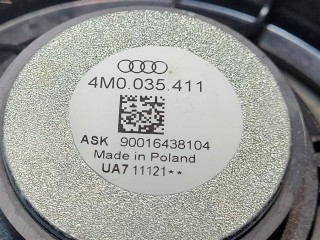 4M0.035.411
ASK 90016438104
Made in Poland
UA7 11121**